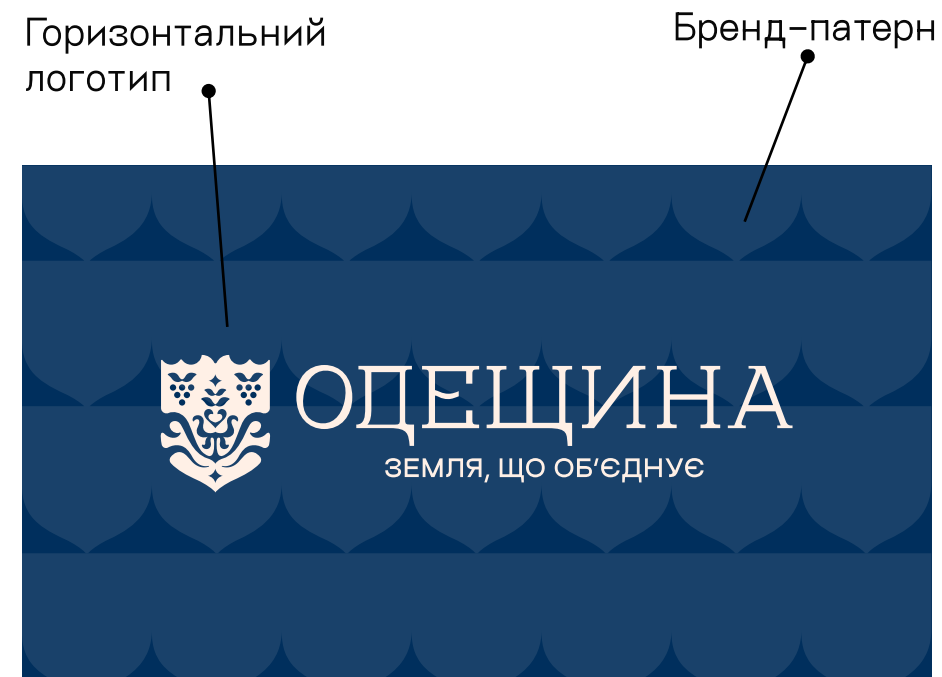 Горизонтальний
логотип
Бренд-патерн
ОДЕЩИНА
ЗЕМЛЯ, ЩО ОБ’ЄДНУЄ